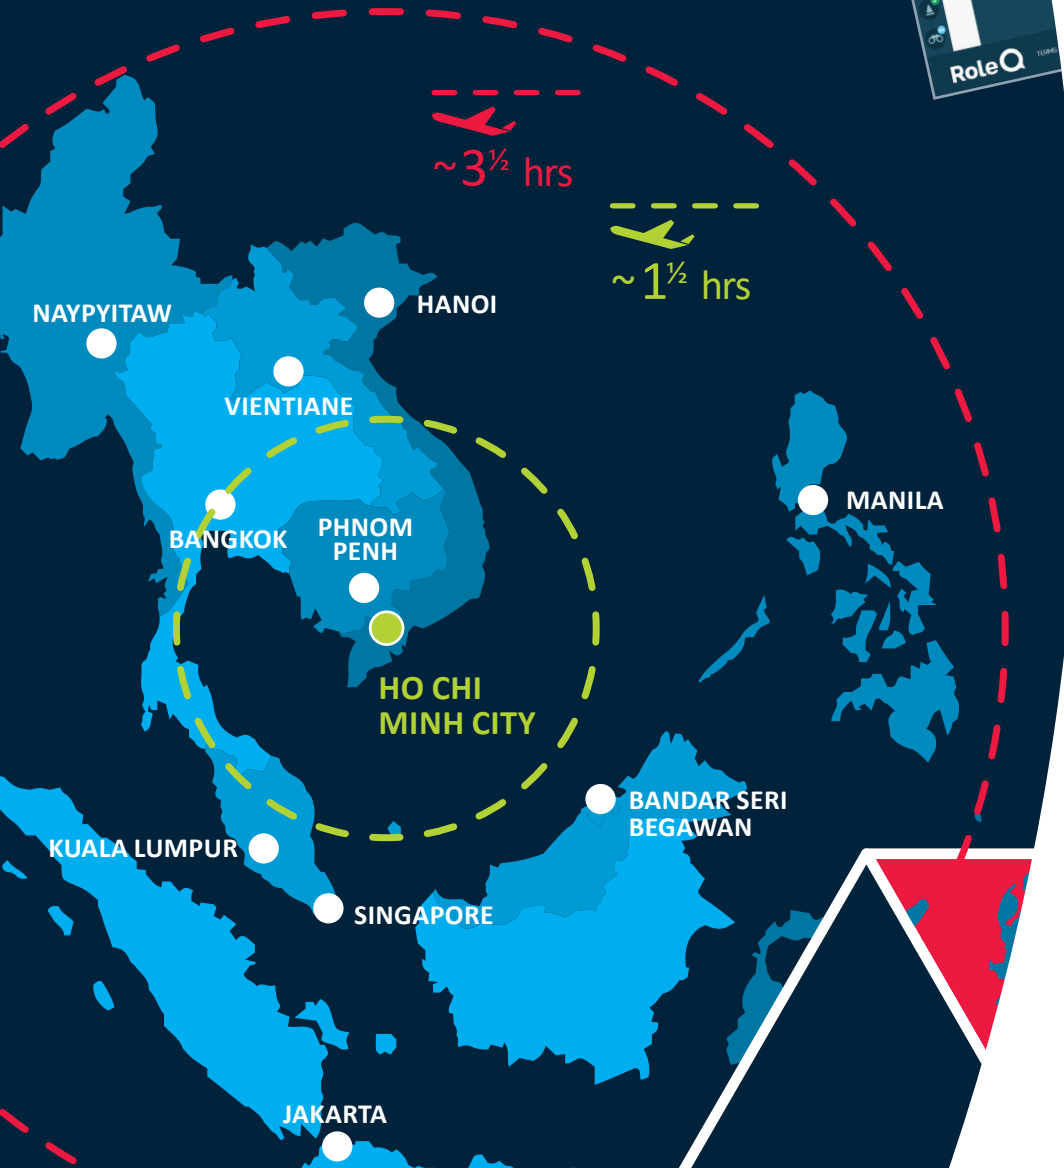 RoleQ
TERMS
~3½ hrs
~1½ hrs
HANOI
NAYPYITAW
VIENTIANE
MANILA
BANGKOK
PHNOM
PENH
HO CHI
MINH CITY
BANDAR SERI
BEGAWAN
KUALA LUMPUR
SINGAPORE
JAKARTA